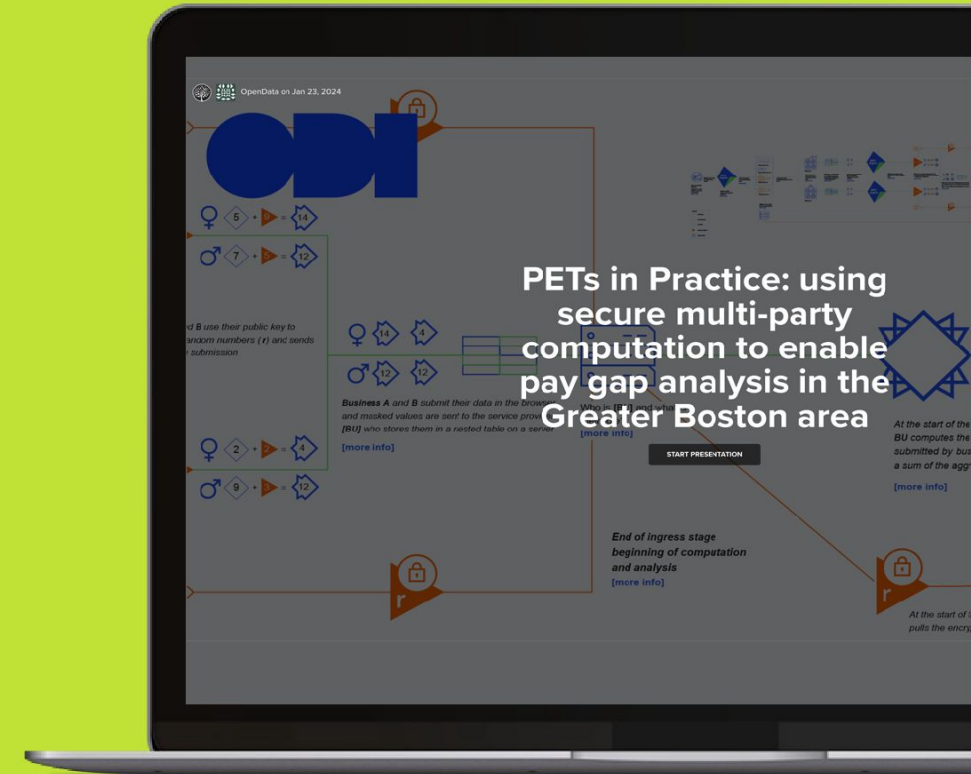 OpenData on Jan 23, 2024
ODI
5 + = 14
7 + = 12
B use their public key to
random numbers (r) and sends
submission
14 4
12 12
Business A and B submit their data in the browser
and masked values are sent to the service
[BU] who stores them in a nested table on a server
[more info]
2 + = 4
9 + = 12
PETs in Practice: using
secure multi-party
computation to enable
pay gap analysis in the
Greater Boston area
START PRESENTATION
Who is [BU] and
[more info]
At the start of the
BU computes the
submitted by
a sum of the
[more info]
End of ingress stage
beginning of computation
and analysis
[more info]
r
r
r
At the start of
pulls the